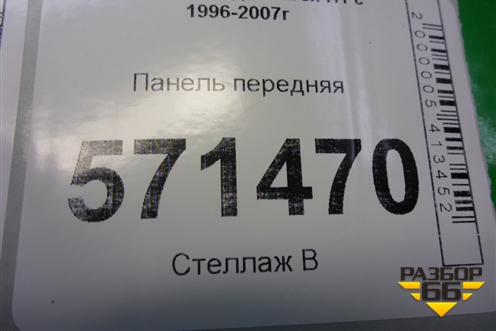 1996-2007г
Панель передняя
571470
Стеллаж В
2000005413452
РАЗБОР
66